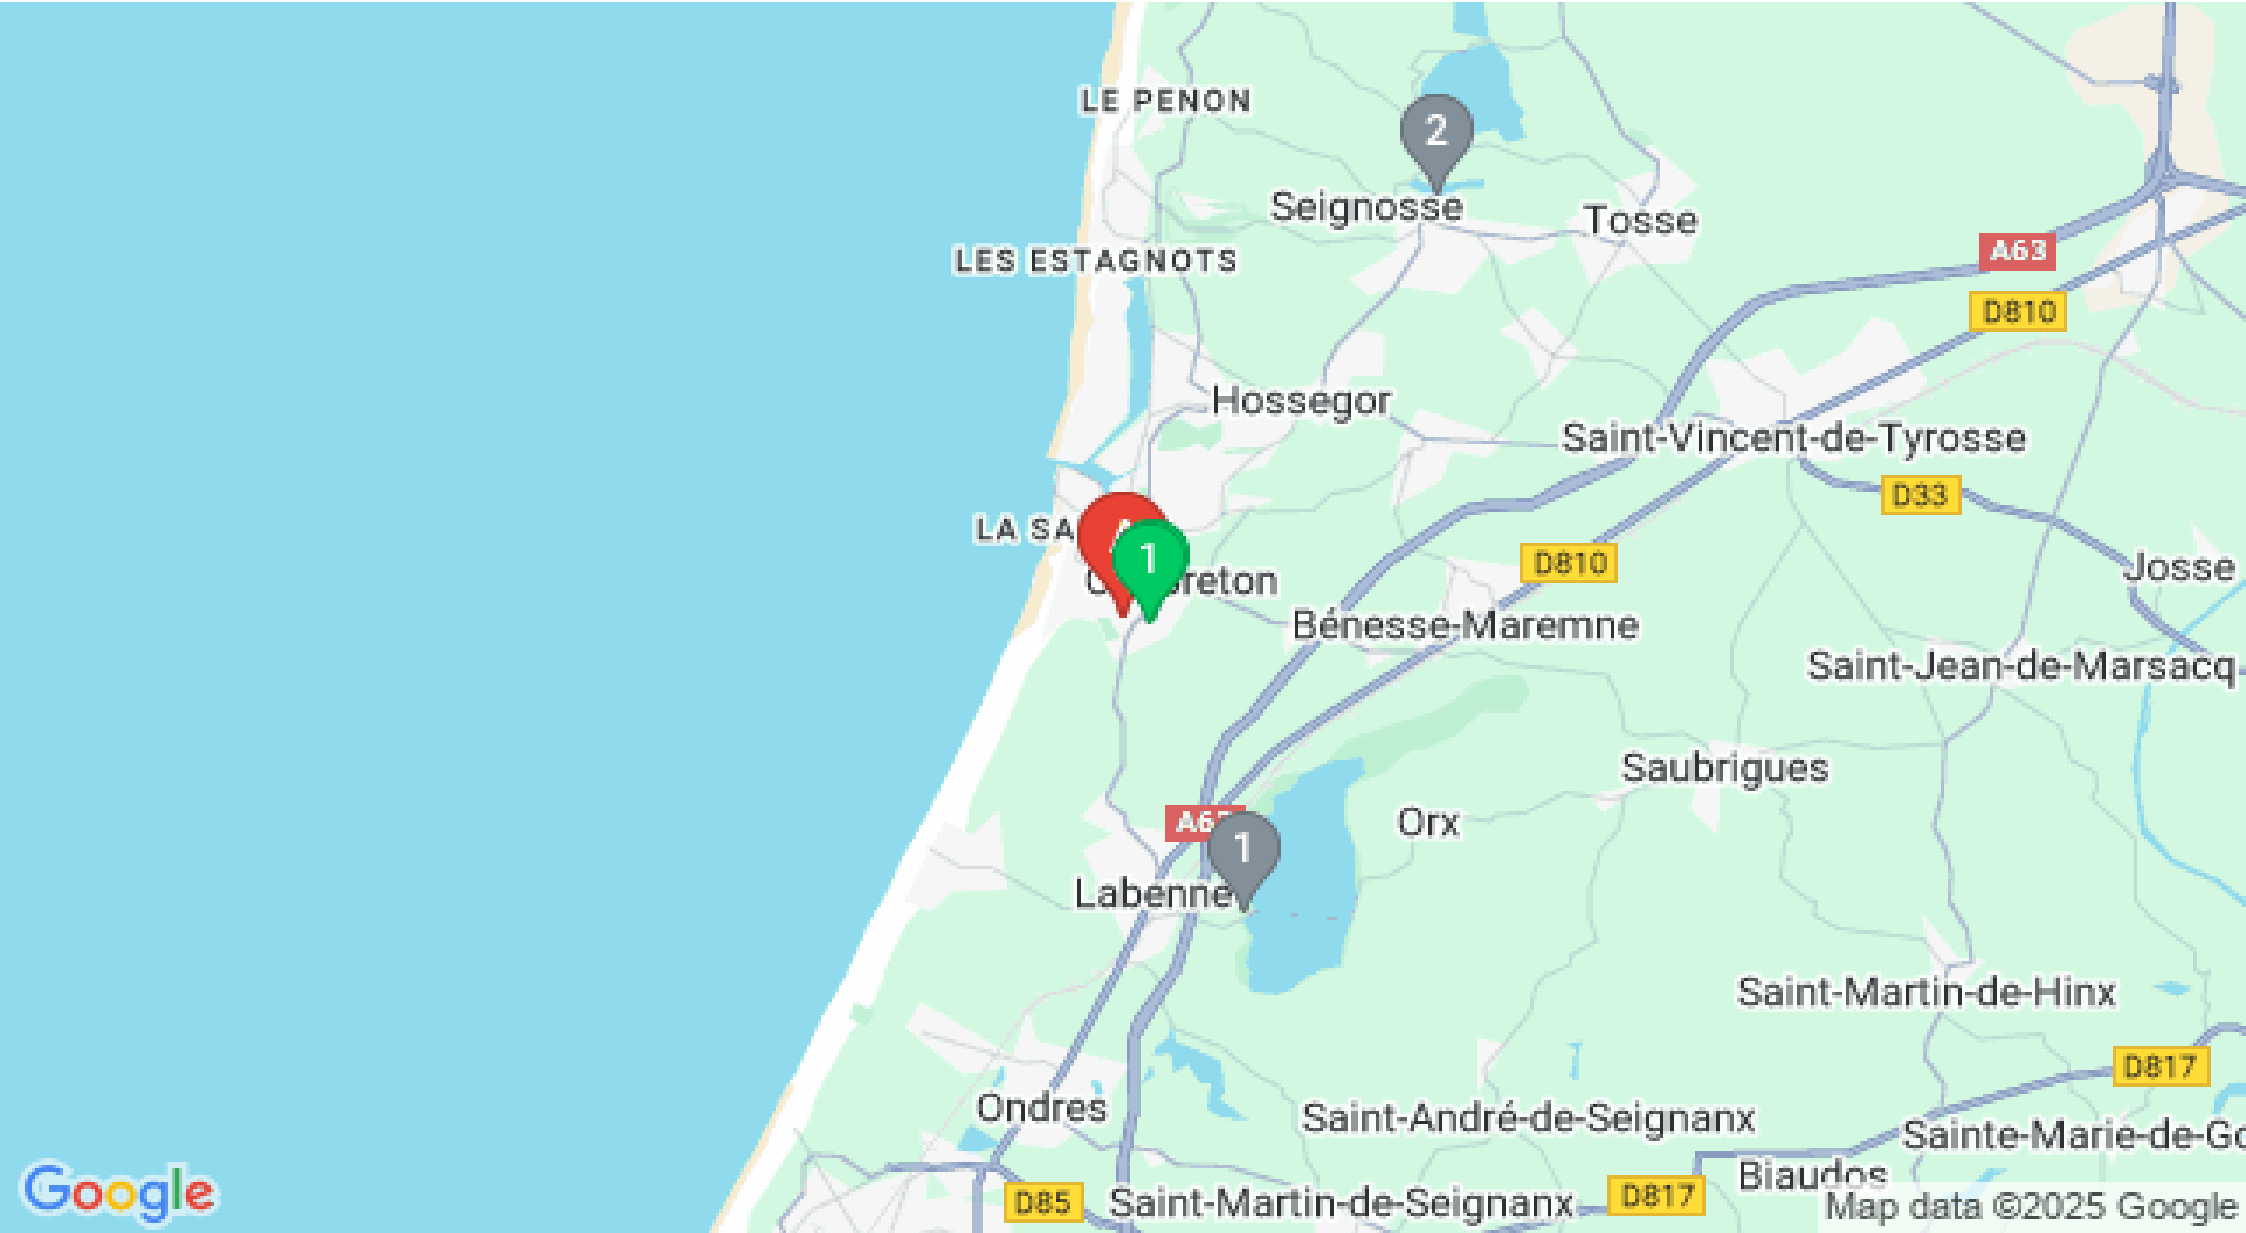 LE PENON
2
Seignosse
Tosse
LES ESTAGNOTS
A63
D810
Hossegor
Saint-Vincent-de-Tyrosse
D33
LA SA
1
reton
D810
Josse
Bénesse-Maremne
Saint-Jean-de-Marsacq
Saubrigues
Orx
A63
1
Labenne
Saint-Martin-de-Hinx
D817
Ondres
Saint-André-de-Seignanx
Sainte-Marie-de-Go
Biaudos
Google
D85
Saint-Martin-de-Seignanx
D817
Map data ©2025 Google